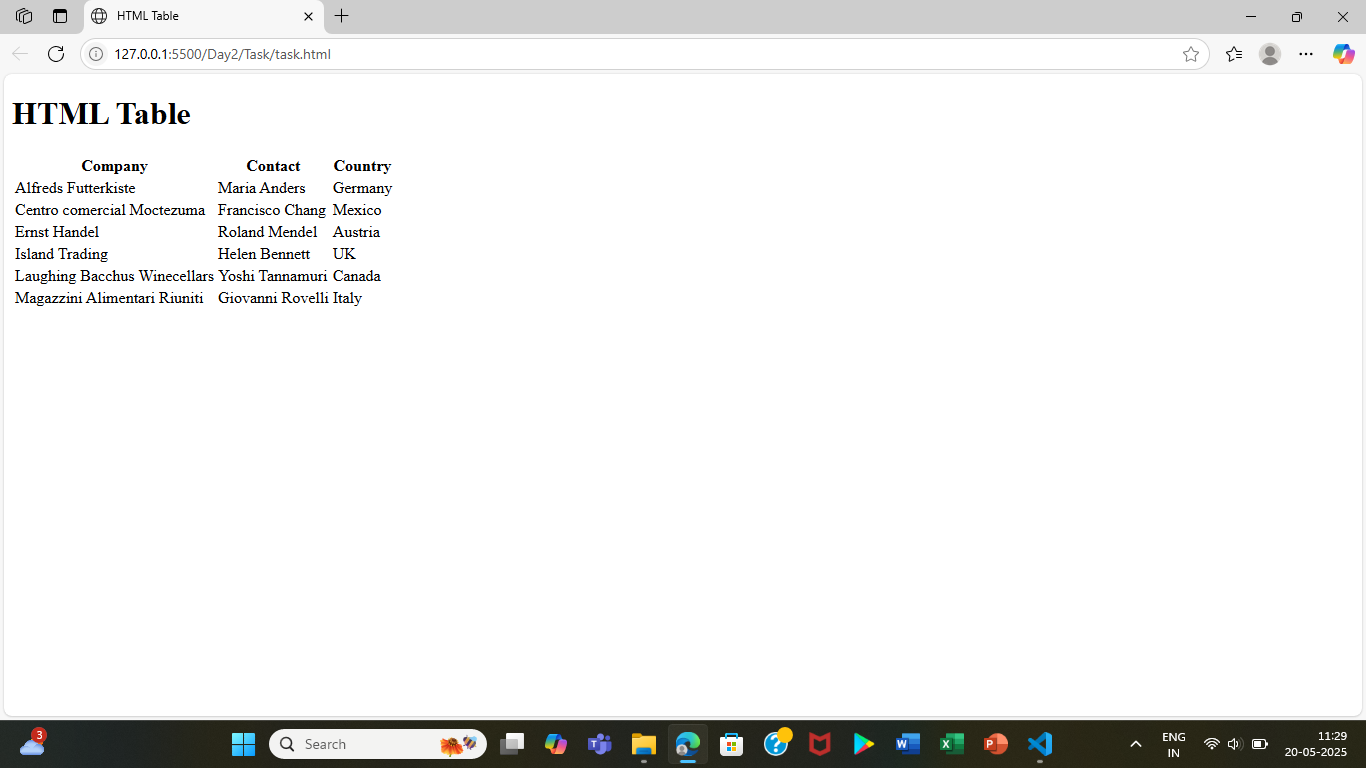 HTML Table
127.0.0.1:5500/Day2/Task/task.html
HTML Table
Company Contact Country
Alfreds Futterkiste Maria Anders Germany
Centro comercial Moctezuma Francisco Chang Mexico
Ernst Handel Roland Mendel Austria
Island Trading Helen Bennett UK
Laughing Bacchus Winecellars Yoshi Tannamuri Canada
Magazzini Alimentari Riuniti Giovanni Rovelli Italy
3
Search
ENG
IN
11:29
20-05-2025